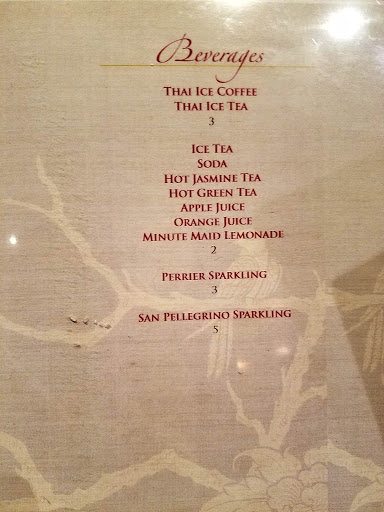 Beverages
THAI ICE COFFEE
THAI ICE TEA
3
ICE TEA
SODA
HOT JASMINE TEA
HOT GREEN TEA
APPLE JUICE
ORANGE JUICE
MINUTE MAID LEMONADE
2
PERRIER SPARKLING
3
SAN PELLEGRINO SPARKLING
5